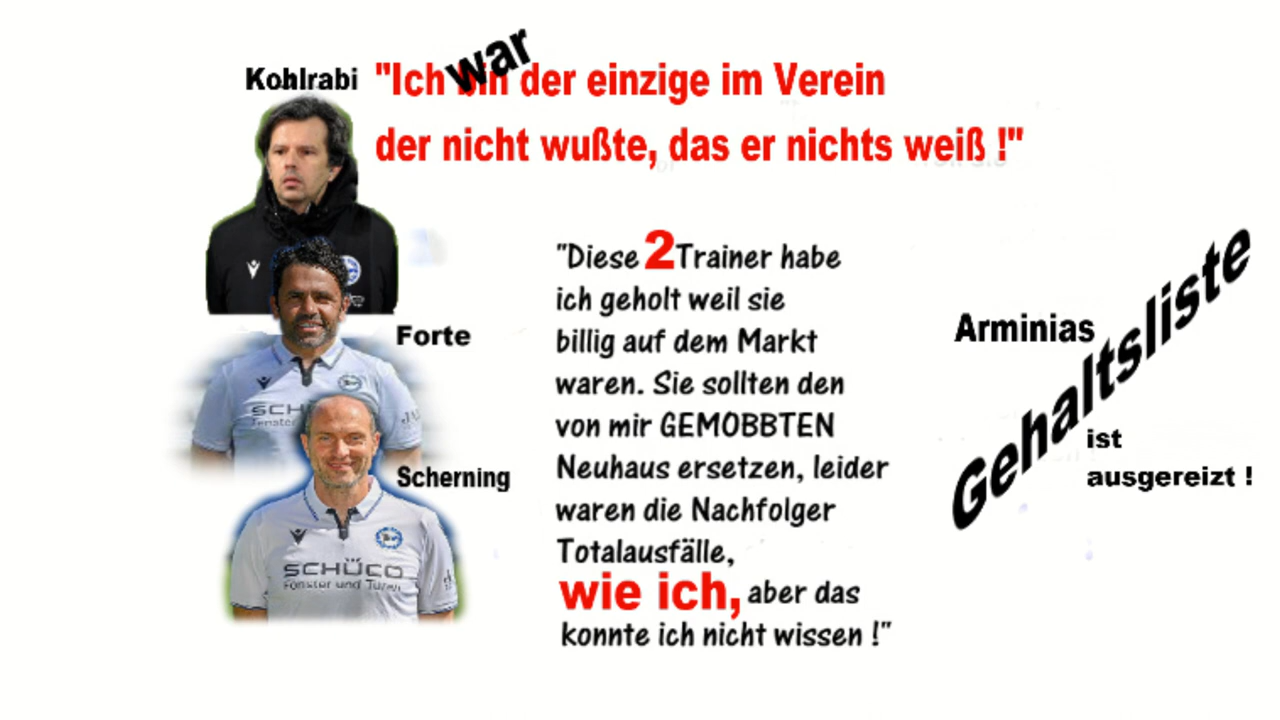 Kohlrabi
war
"Ich bin der einzige im Verein
der nicht wußte, das er nichts weiß !"
Forte
SCHÜCO
Fenster und Türen
Scherning
"Diese 2 Trainer habe
ich geholt weil sie
billig auf dem Markt
waren. Sie sollten den
von mir GEMOBBTEN
Neuhaus ersetzen, leider
waren die Nachfolger
Totalausfälle,
wie ich, aber das
konnte ich nicht wissen !"
Arminias
Gehaltsliste
ist
ausgereizt !